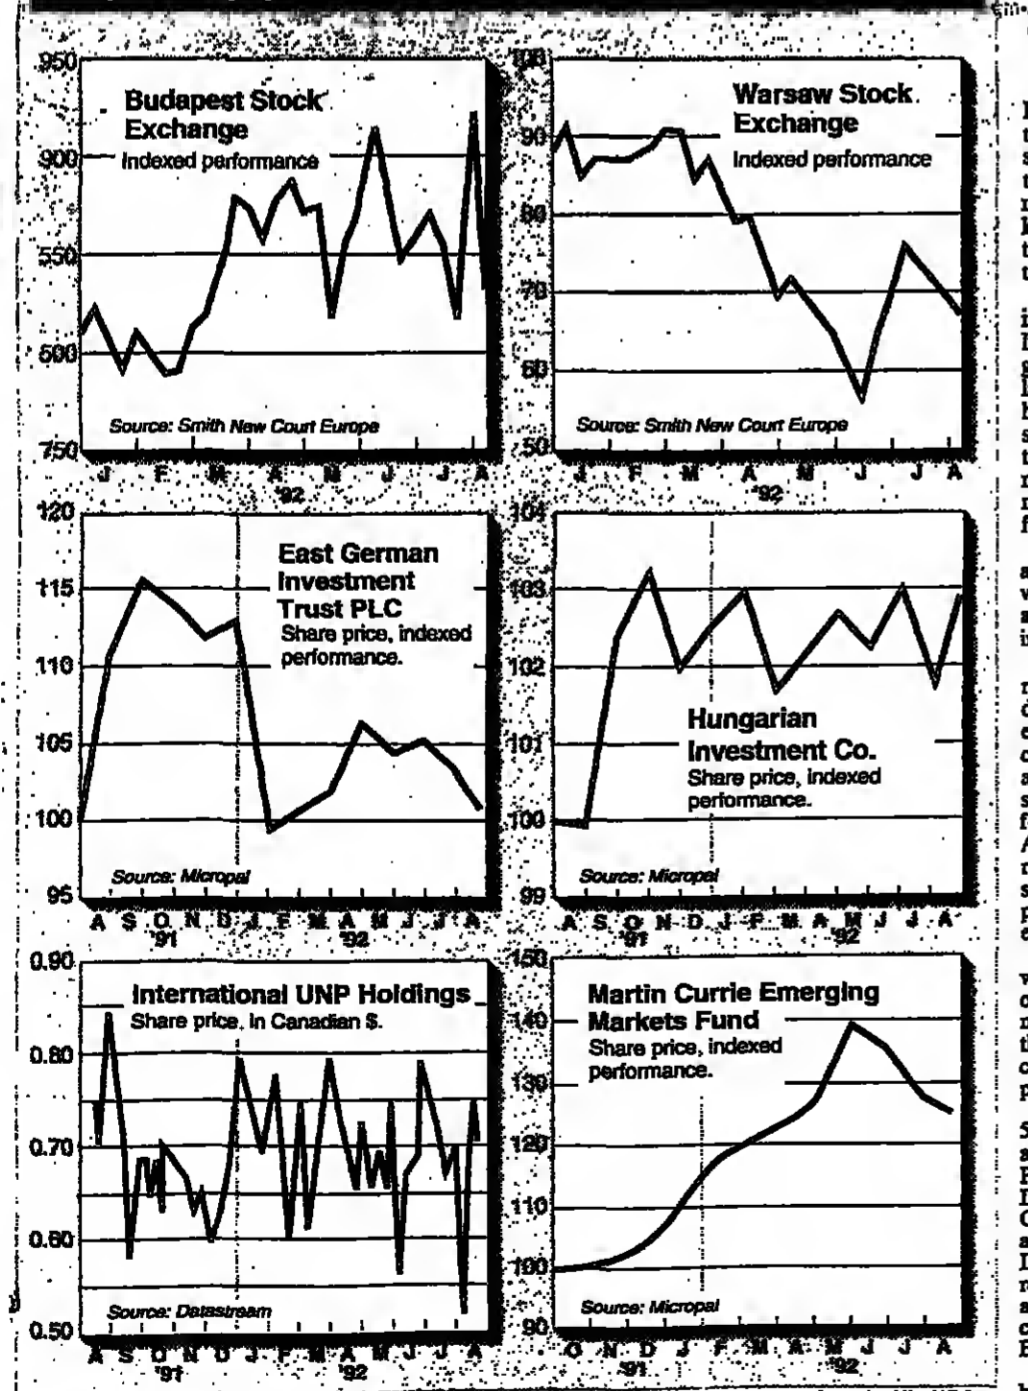 950
Budapest Stock
Exchange
Indexed performance
900
550
500
Source: Smith New Court Europe
750
J F M A M J J A
'92
100
Warsaw Stock
Exchange
Indexed performance
90
80
70
60
Source: Smith New Court Europe
50
J F M A M J J A
'92
120
East German
Investment
Trust PLC
Share price, indexed
performance.
115
110
105
100
Source: Micropal
95
A S O N D J F M A M J J A
'91 '92
104
103
102
Hungarian
Investment Co.
Share price, indexed
performance.
101
100
Source: Micropal
99
A S O N D J F M A M J J A
'91 '92
0.90
International UNP Holdings
Share price, in Canadian $.
0.80
0.70
0.60
Source: Datastream
0.50
A S O N D J F M A M J J A
'91 '92
150
Martin Currie Emerging
Markets Fund
Share price, indexed
performance.
140
130
120
110
100
Source: Micropal
90
O N D J F M A M J J A
'91 '92